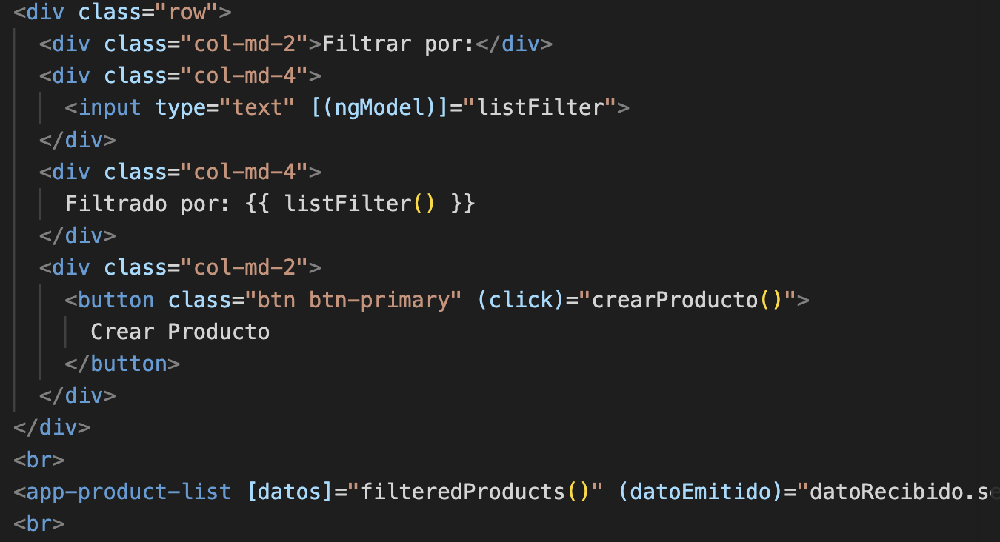 <div class="row">
<div class="col-md-2">Filtrar por:</div>
<div class="col-md-4">
<input type="text" [(ngModel)]="listFilter">
</div>
<div class="col-md-4">
Filtrado por: {{ listFilter() }}
</div>
<div class="col-md-2">
<button class="btn btn-primary" (click)="crearProducto()">
Crear Producto
</button>
</div>
</div>
<br>
<app-product-list [datos]="filteredProducts()" (datoEmitido)="datoRecibido.se
<br>